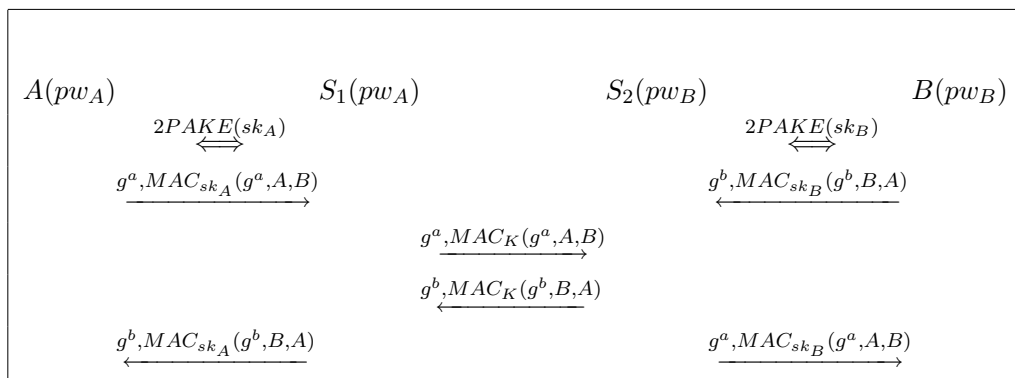 A(pw_A) S_1(pw_A) S_2(pw_B) B(pw_B)
2PAKE(sk_A) 2PAKE(sk_B)
⇔ ⇔
g^a,MAC_{sk_A}(g^a,A,B) g^b,MAC_{sk_B}(g^b,B,A)
g^a,MAC_K(g^a,A,B)
g^b,MAC_K(g^b,B,A)
g^b,MAC_{sk_A}(g^b,B,A) g^a,MAC_{sk_B}(g^a,A,B)